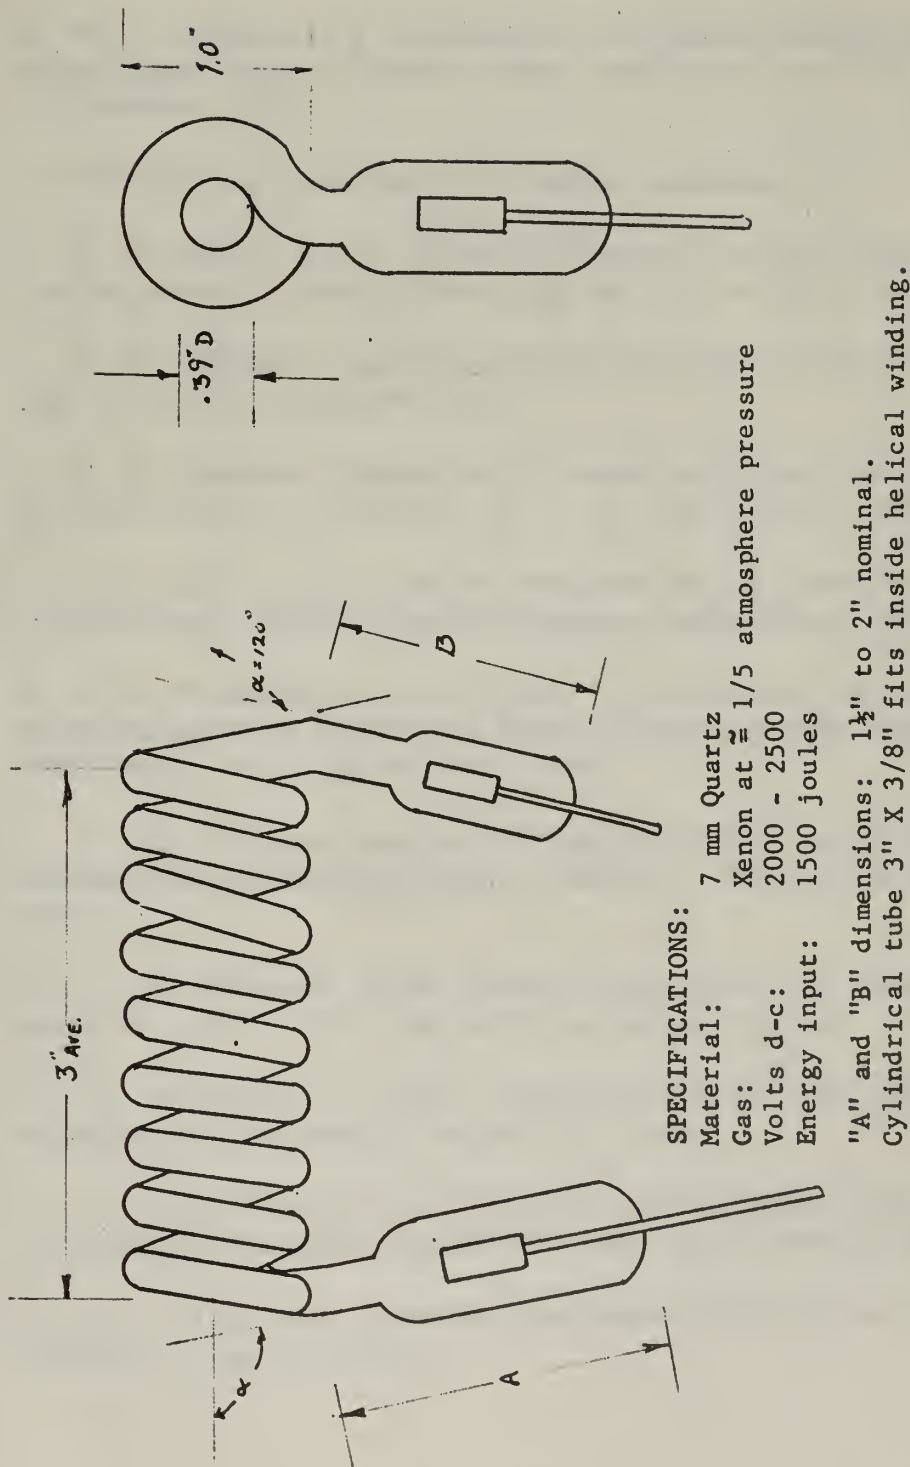 3" AVE.
1.0"
.39" D
α
α=120°
A
B
SPECIFICATIONS:
Material: 7 mm Quartz
Gas: Xenon at ≅ 1/5 atmosphere pressure
Volts d-c: 2000 - 2500
Energy input: 1500 joules
"A" and "B" dimensions: 1½" to 2" nominal.
Cylindrical tube 3" X 3/8" fits inside helical winding.